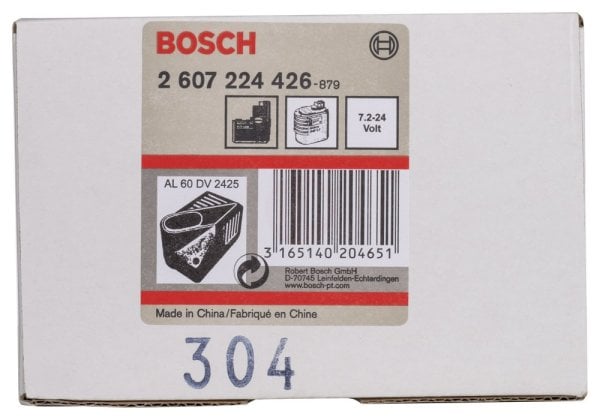 BOSCH
2 607 224 426-879
7.2-24
Volt
AL 60 DV 2425
3 165140 204651
Robert Bosch GmbH
D-70745 Leinfelden-Echterdingen
www.bosch-pt.com
Made in China/Fabriqué en Chine
304